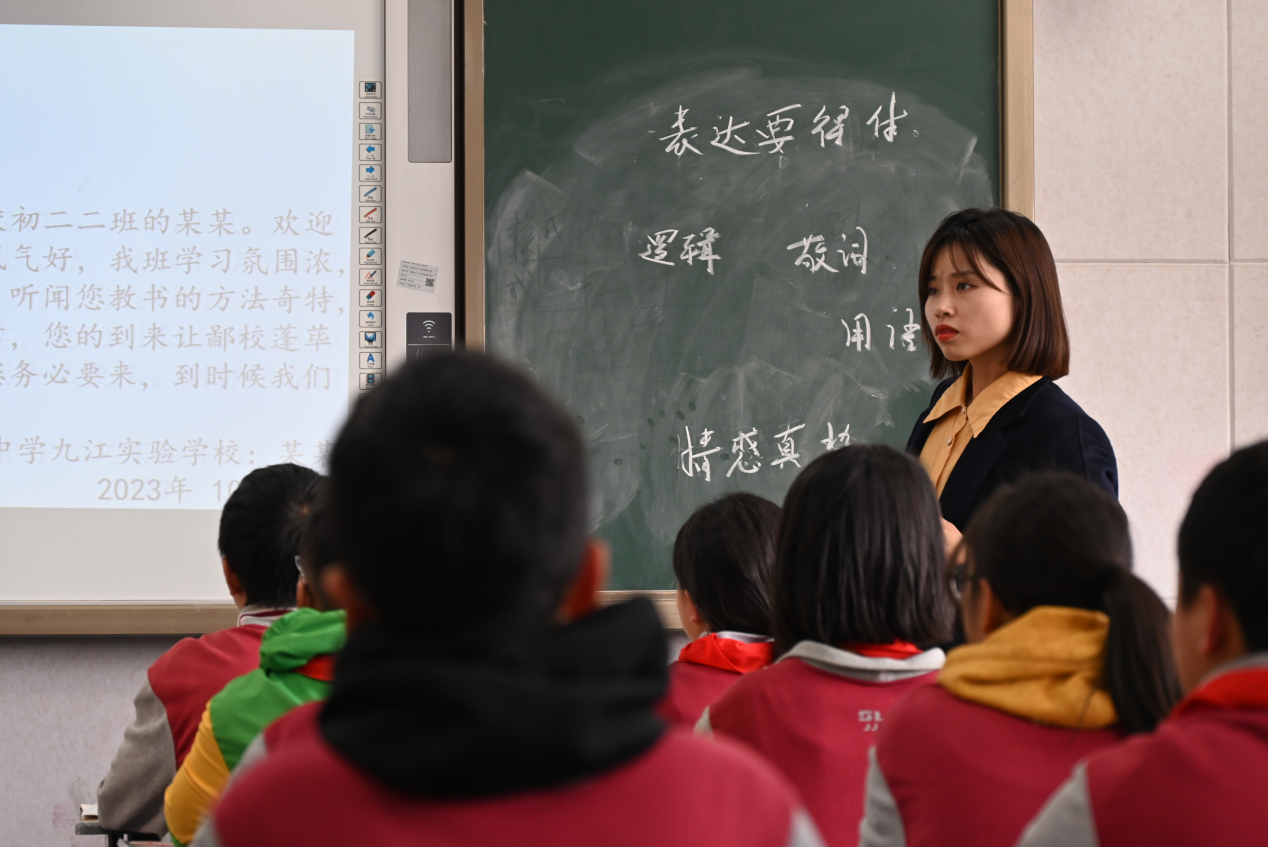 初二二班的某某。欢迎
气好，我班学习氛围浓，
听闻您教书的方法奇特，
，您的到来让鄙校蓬荜
务必要来，到时候我们
中学九江实验学校：某某
2023年 10
表达要得体。
逻辑 敬词
用语
情感真挚